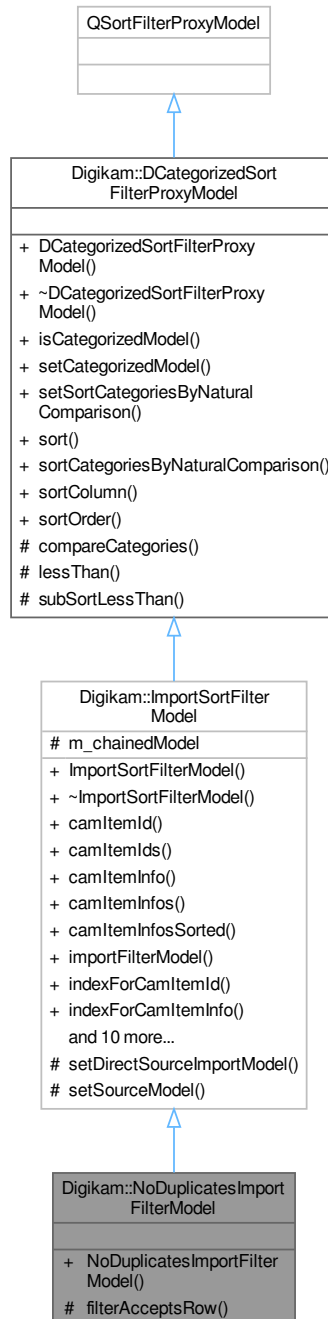 QSortFilterProxyModel
Digikam::DCategorizedSort
FilterProxyModel
+ DCategorizedSortFilterProxy
Model()
+ ~DCategorizedSortFilterProxy
Model()
+ isCategorizedModel()
+ setCategorizedModel()
+ setSortCategoriesByNatural
Comparison()
+ sort()
+ sortCategoriesByNaturalComparison()
+ sortColumn()
+ sortOrder()
# compareCategories()
# lessThan()
# subSortLessThan()
Digikam::ImportSortFilter
Model
# m_chainedModel
+ ImportSortFilterModel()
+ ~ImportSortFilterModel()
+ camItemId()
+ camItemIds()
+ camItemInfo()
+ camItemInfos()
+ camItemInfosSorted()
+ importFilterModel()
+ indexForCamItemId()
+ indexForCamItemInfo()
and 10 more...
# setDirectSourceImportModel()
# setSourceModel()
Digikam::NoDuplicatesImport
FilterModel
+ NoDuplicatesImportFilter
Model()
# filterAcceptsRow()